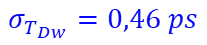 σ_{T_{Dw}} = 0,46 ps